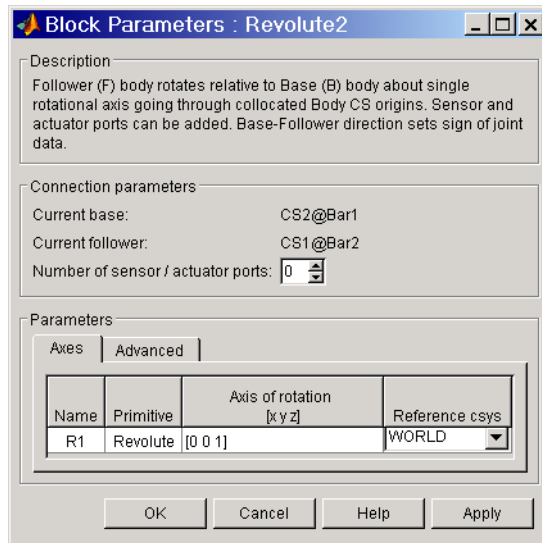 Block Parameters : Revolute2
Description
Follower (F) body rotates relative to Base (B) body about single
rotational axis going through collocated Body CS origins. Sensor and
actuator ports can be added. Base-Follower direction sets sign of joint
data.
Connection parameters
Current base: CS2@Bar1
Current follower: CS1@Bar2
Number of sensor / actuator ports: 0
Parameters
Axes Advanced
Axis of rotation
Name Primitive [x y z] Reference csys
R1 Revolute [0 0 1] WORLD
OK Cancel Help Apply